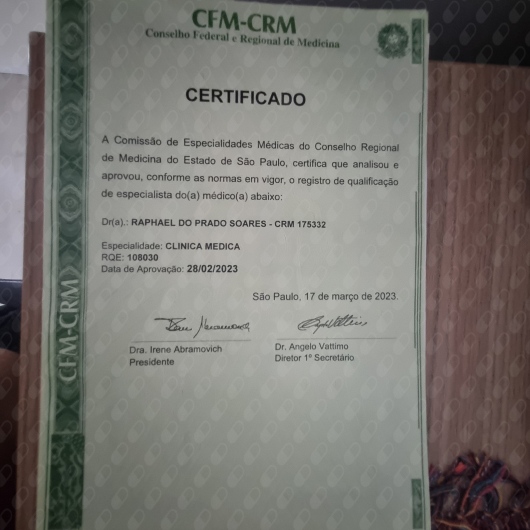 CFM-CRM
Conselho Federal e Regional de Medicina
CERTIFICADO
A Comissão de Especialidades Médicas do Conselho Regional
de Medicina do Estado de São Paulo, certifica que analisou e
aprovou, conforme as normas em vigor, o registro de qualificação
de especialista do(a) médico(a) abaixo:
Dr(a).: RAPHAEL DO PRADO SOARES - CRM 175332
Especialidade: CLINICA MEDICA
RQE: 108030
Data de Aprovação: 28/02/2023
São Paulo, 17 de março de 2023.
Dra. Irene Abramovich
Presidente
Dr. Angelo Vattimo
Diretor 1º Secretário
CFM-CRM